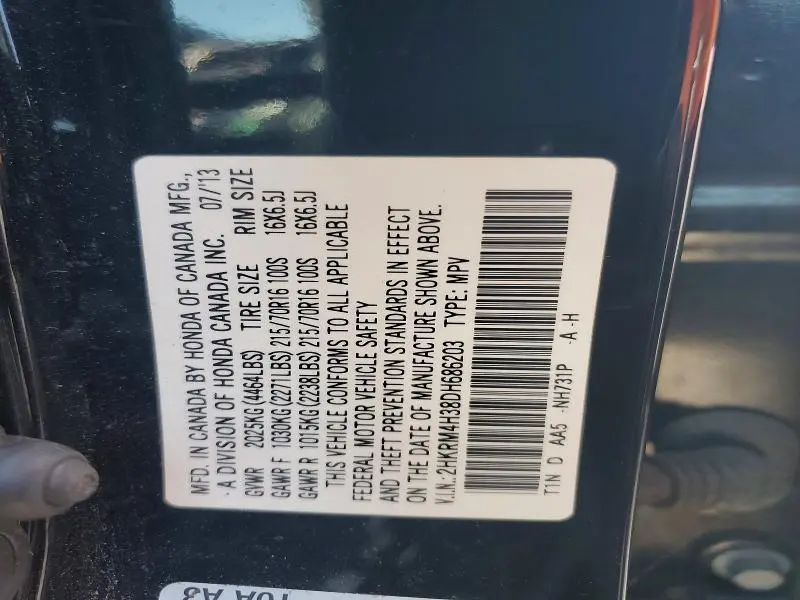 MFD. IN CANADA BY HONDA OF CANADA MFG.,
- A DIVISION OF HONDA CANADA INC. 07/'13
GVWR 2025KG (4464LBS) TIRE SIZE RIM SIZE
GAWR F 1030KG (2271LBS) 215/70R16 100S 16X6.5J
GAWR R 1015KG (2238LBS) 215/70R16 100S 16X6.5J
THIS VEHICLE CONFORMS TO ALL APPLICABLE
FEDERAL MOTOR VEHICLE SAFETY
AND THEFT PREVENTION STANDARDS IN EFFECT
ON THE DATE OF MANUFACTURE SHOWN ABOVE.
V.I.N.:2HKRM4H38DH686203 TYPE: MPV
T1N D AA5 -NH731P -A -H